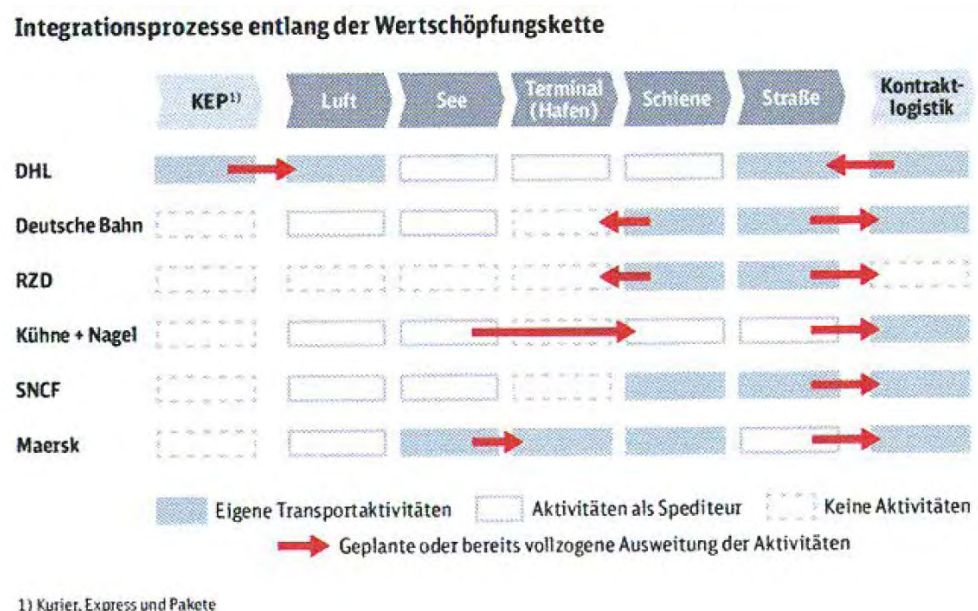 Integrationsprozesse entlang der Wertschöpfungskette
KEP1) Luft See Terminal (Hafen) Schiene Straße Kontrakt-
logistik
DHL
Deutsche Bahn
RZD
Kühne + Nagel
SNCF
Maersk
Eigene Transportaktivitäten Aktivitäten als Spediteur Keine Aktivitäten
Geplante oder bereits vollzogene Ausweitung der Aktivitäten
1) Kurier, Express und Pakete